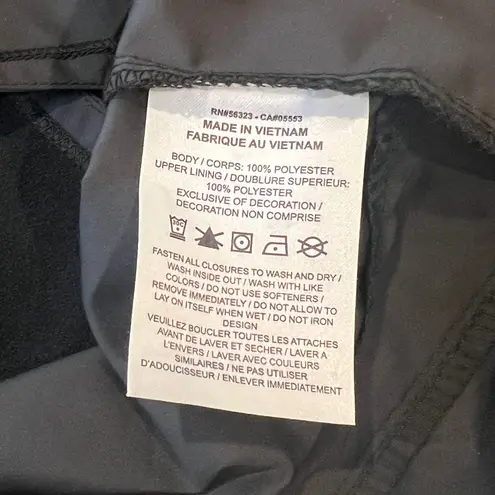 RN#56323 - CA#05553
MADE IN VIETNAM
FABRIQUE AU VIETNAM
BODY / CORPS: 100% POLYESTER
UPPER LINING / DOUBLURE SUPERIEUR:
100% POLYESTER
EXCLUSIVE OF DECORATION /
DECORATION NON COMPRISE
30C
FASTEN ALL CLOSURES TO WASH AND DRY /
WASH INSIDE OUT / WASH WITH LIKE
COLORS / DO NOT USE SOFTENERS /
REMOVE IMMEDIATELY / DO NOT ALLOW TO
LAY ON ITSELF WHEN WET / DO NOT IRON
DESIGN
VEUILLEZ BOUCLER TOUTES LES ATTACHES
AVANT DE LAVER ET SECHER / LAVER A
L'ENVERS / LAVER AVEC COULEURS
SIMILAIRES / NE PAS UTILISER
D'ADOUCISSEUR / ENLEVER IMMEDIATEMENT